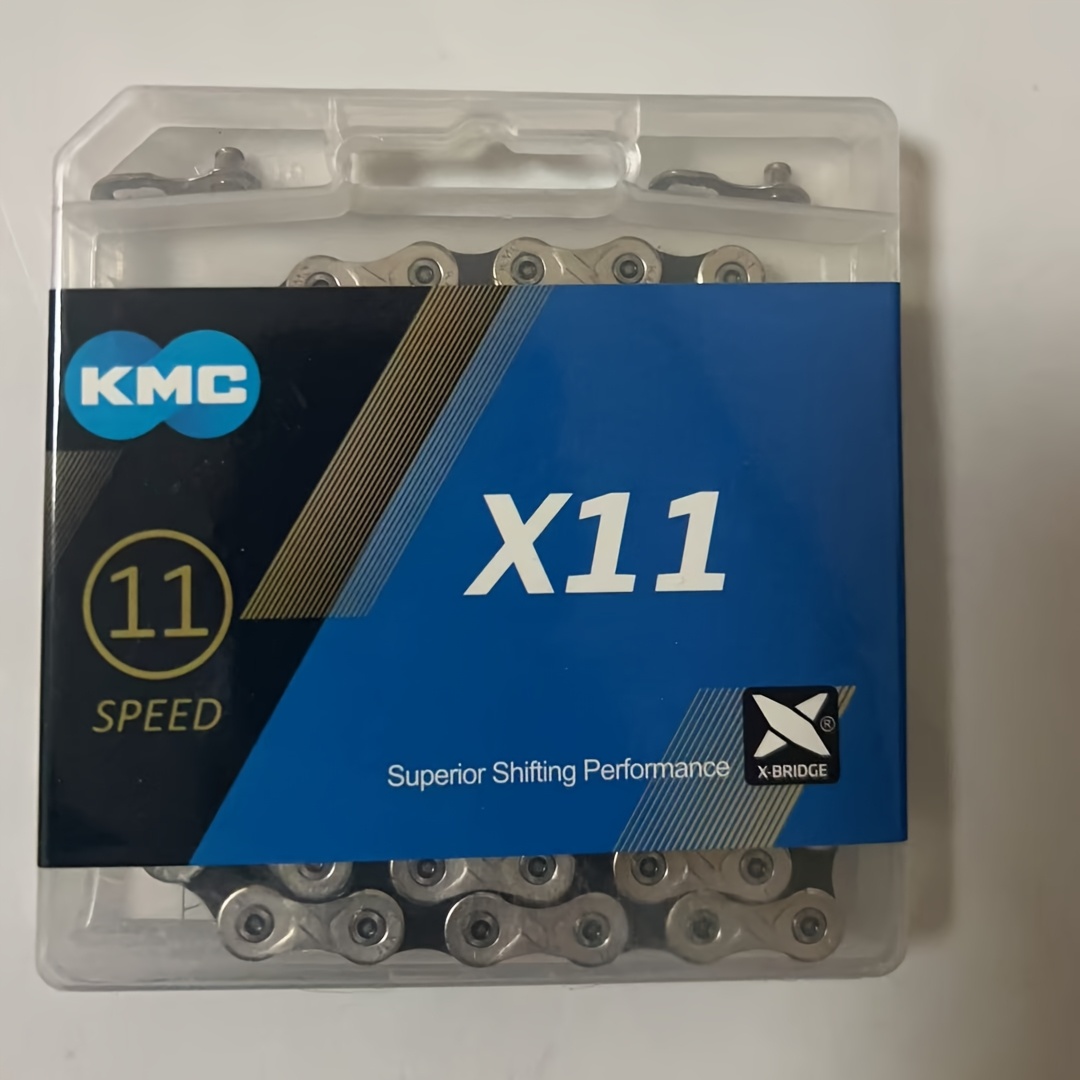 KMC
X11
11
SPEED
Superior Shifting Performance
X-BRIDGE
®